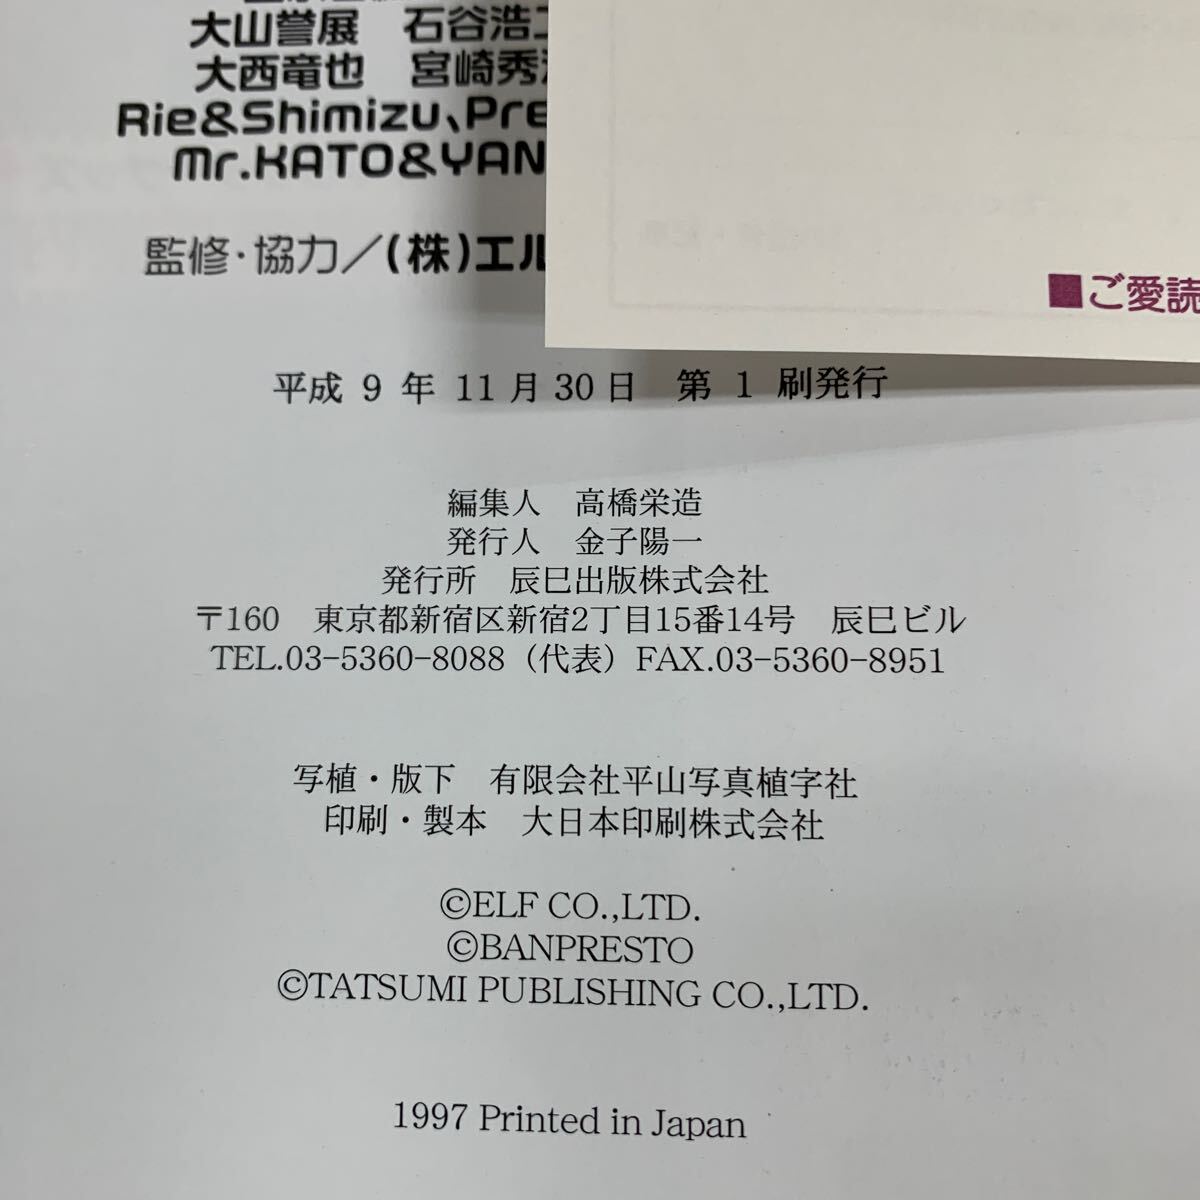 大山誉展　石谷浩二
大西竜也　宮崎秀
Rie&Shimizu、Pre
Mr.KATO&YAN
監修・協力／(株)エル
■ご愛読
平成 9 年 11月30日　第 1 刷発行
編集人　高橋栄造
発行人　金子陽一
発行所　辰巳出版株式会社
〒160　東京都新宿区新宿2丁目15番14号　辰巳ビル
TEL.03-5360-8088（代表）FAX.03-5360-8951
写植・版下　有限会社平山写真植字社
印刷・製本　大日本印刷株式会社
©ELF CO.,LTD.
©BANPRESTO
©TATSUMI PUBLISHING CO.,LTD.
1997 Printed in Japan